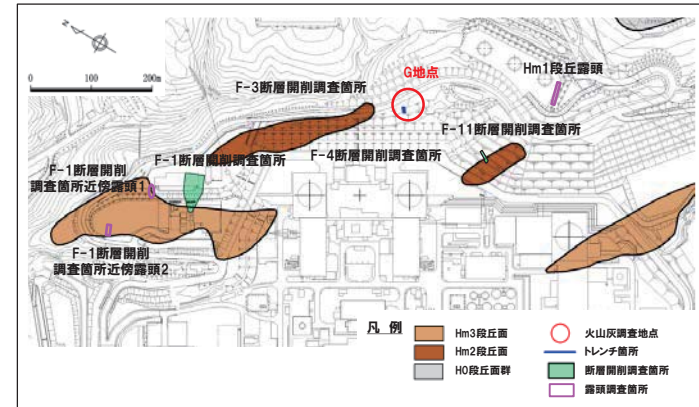 N
0 100 200m
G地点
Hm1段丘露頭
F-3断層開削調査箇所
F-11断層開削調査箇所
F-1断層開削調査箇所
F-4断層開削調査箇所
F-1断層開削
調査箇所近傍露頭1
F-1断層開削
調査箇所近傍露頭2
凡 例
Hm3段丘面
火山灰調査地点
Hm2段丘面
トレンチ箇所
H0段丘面群
断層開削調査箇所
露頭調査箇所